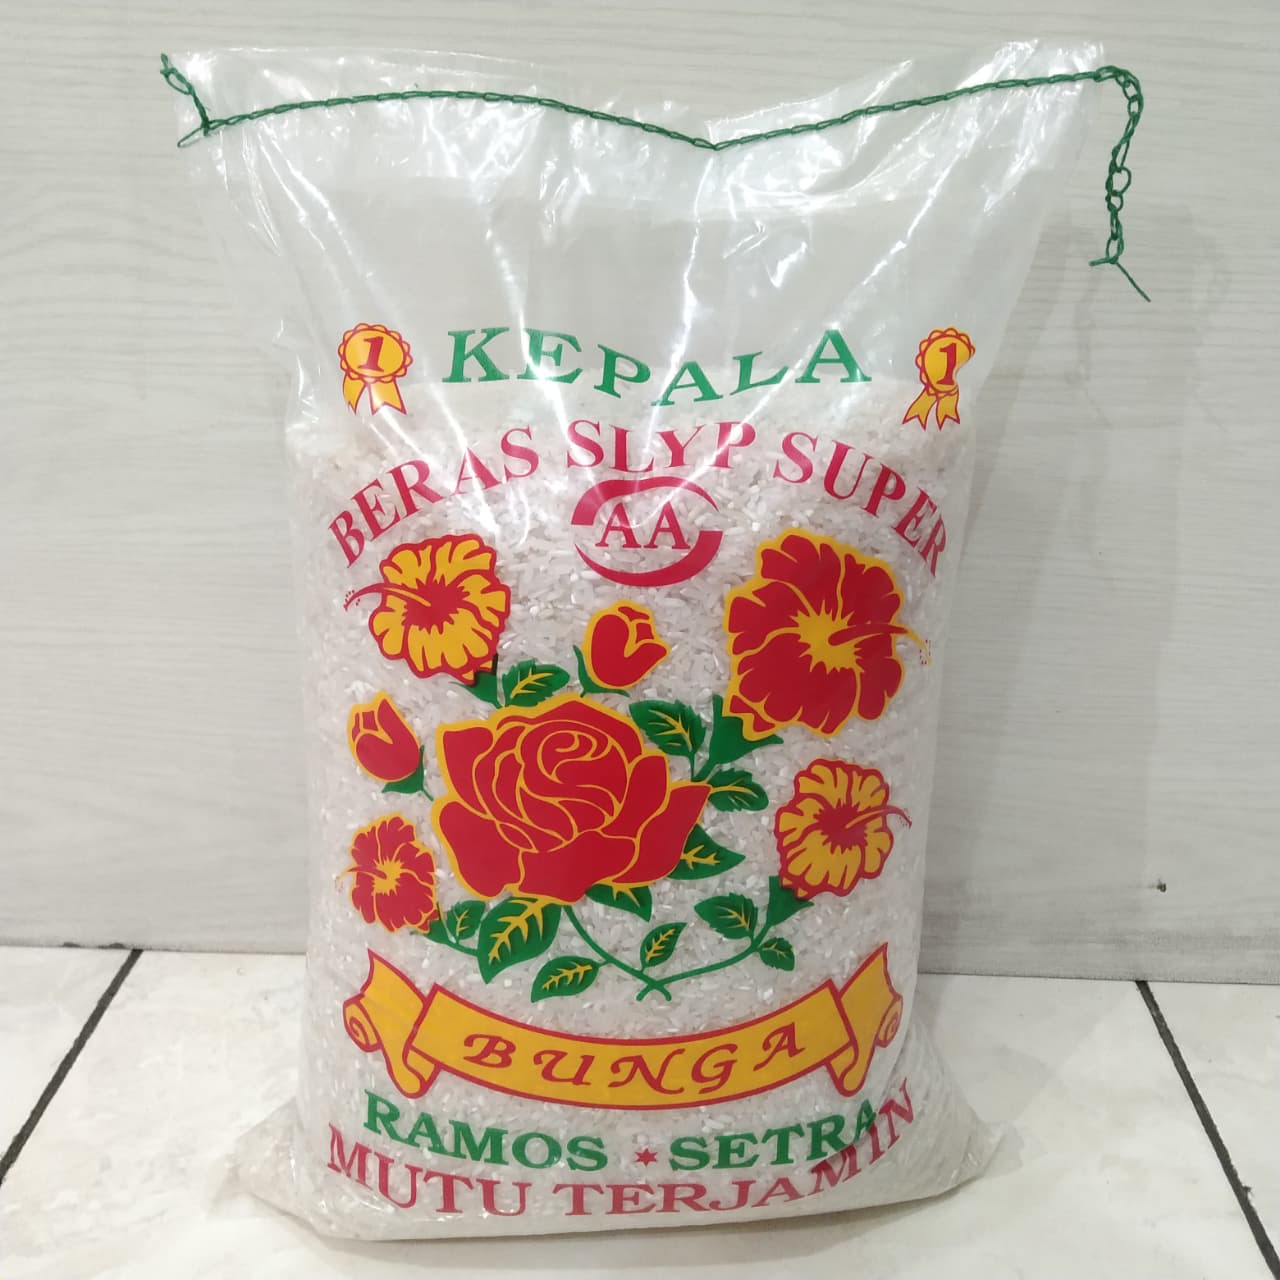 1 KEPALA 1
BERAS SLYP SUPER
AA
BUNGA
RAMOS * SETRA
MUTU TERJAMIN